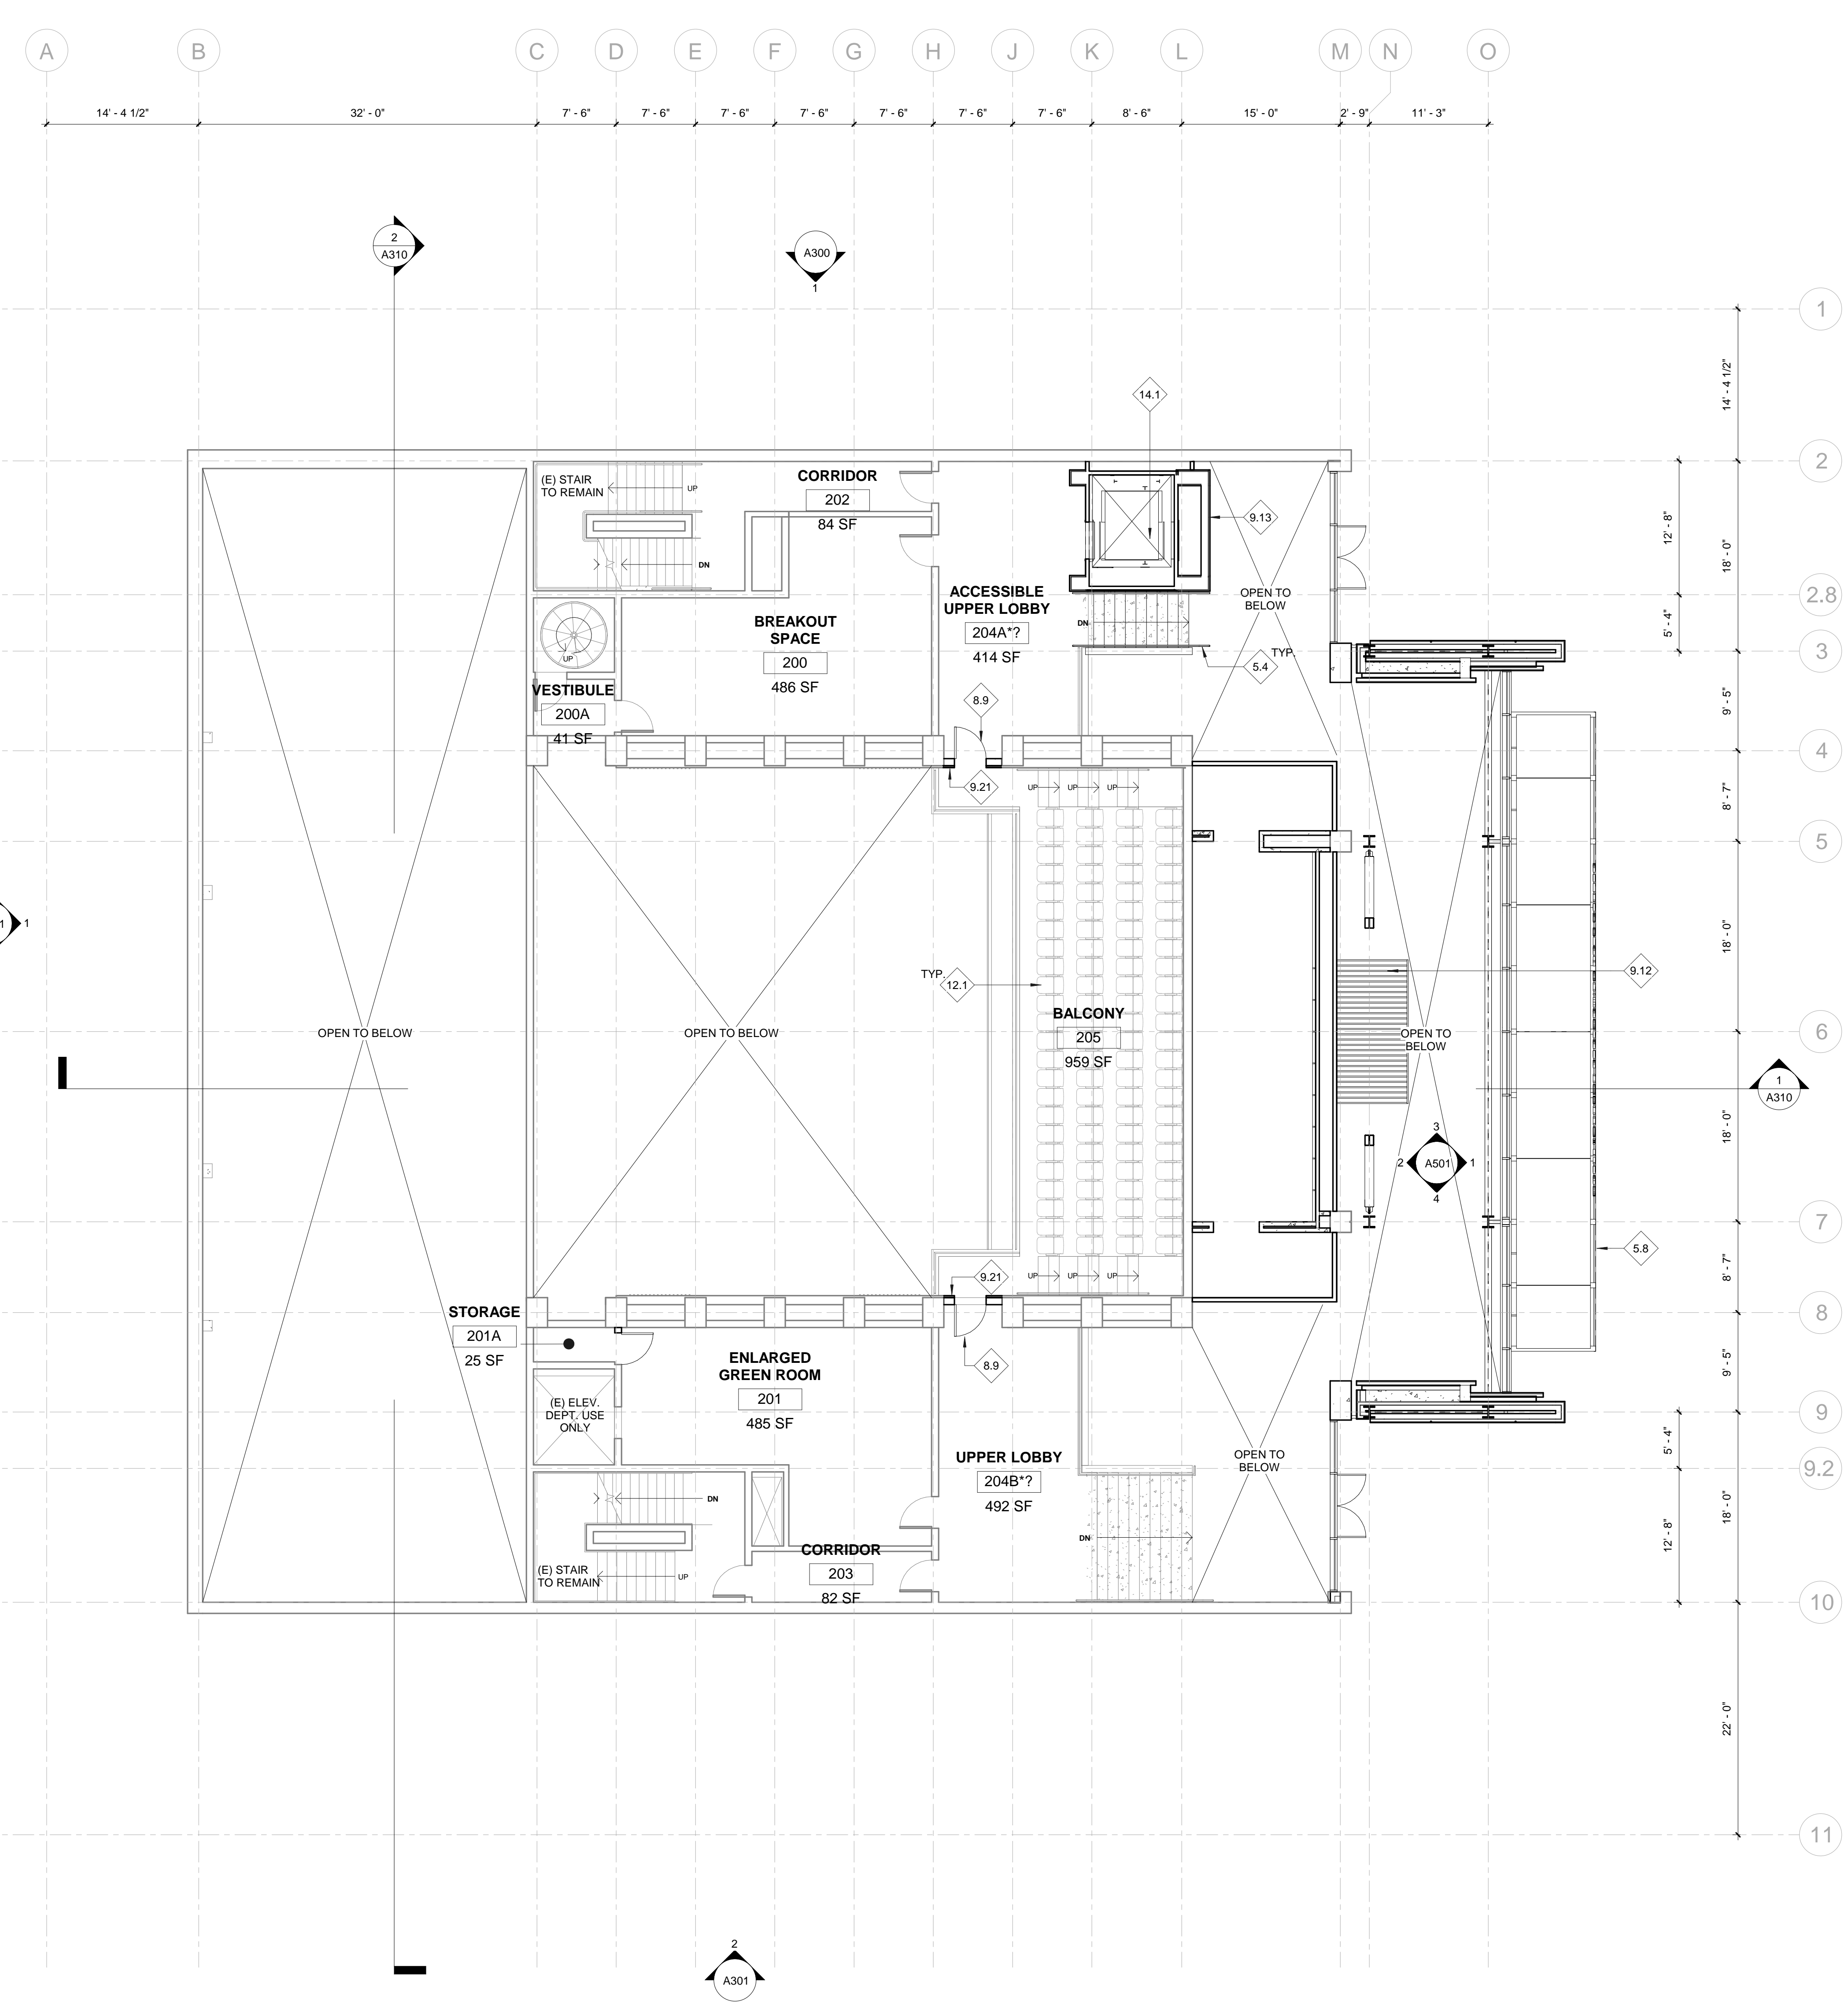 A
B
C
D
E
F
G
H
J
K
L
M
N
O
14' - 4 1/2"
32' - 0"
7' - 6"
7' - 6"
7' - 6"
7' - 6"
7' - 6"
7' - 6"
7' - 6"
8' - 6"
15' - 0"
2' - 9"
11' - 3"
2
A310
A300
1
1
14' - 4 1/2"
14.1
2
(E) STAIR
TO REMAIN
UP
CORRIDOR
202
84 SF
9.13
12' - 8"
18' - 0"
DN
ACCESSIBLE
UPPER LOBBY
204A*?
414 SF
OPEN TO
BELOW
2.8
BREAKOUT
SPACE
200
486 SF
DN
5' - 4"
UP
TYP.
5.4
3
VESTIBULE
200A
41 SF
8.9
9' - 5"
4
9.21
UP
UP
UP
8' - 7"
5
1
1
18' - 0"
TYP.
12.1
9.12
BALCONY
205
959 SF
OPEN TO BELOW
OPEN TO BELOW
OPEN TO
BELOW
6
1
A310
18' - 0"
3
2
A501
1
4
7
5.8
8' - 7"
9.21
UP
UP
UP
STORAGE
201A
25 SF
8
8.9
ENLARGED
GREEN ROOM
201
485 SF
9' - 5"
(E) ELEV.
DEPT. USE
ONLY
9
UPPER LOBBY
204B*?
492 SF
OPEN TO
BELOW
5' - 4"
9.2
DN
18' - 0"
DN
12' - 8"
CORRIDOR
203
82 SF
(E) STAIR
TO REMAIN
UP
10
22' - 0"
11
2
A301